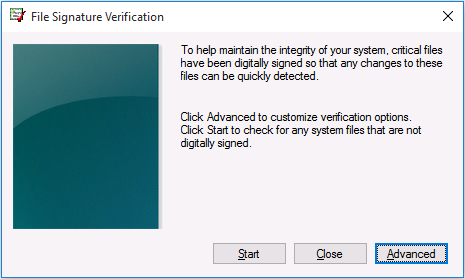 File Signature Verification
To help maintain the integrity of your system, critical files
have been digitally signed so that any changes to these
files can be quickly detected.
Click Advanced to customize verification options.
Click Start to check for any system files that are not
digitally signed.
Start
Close
Advanced